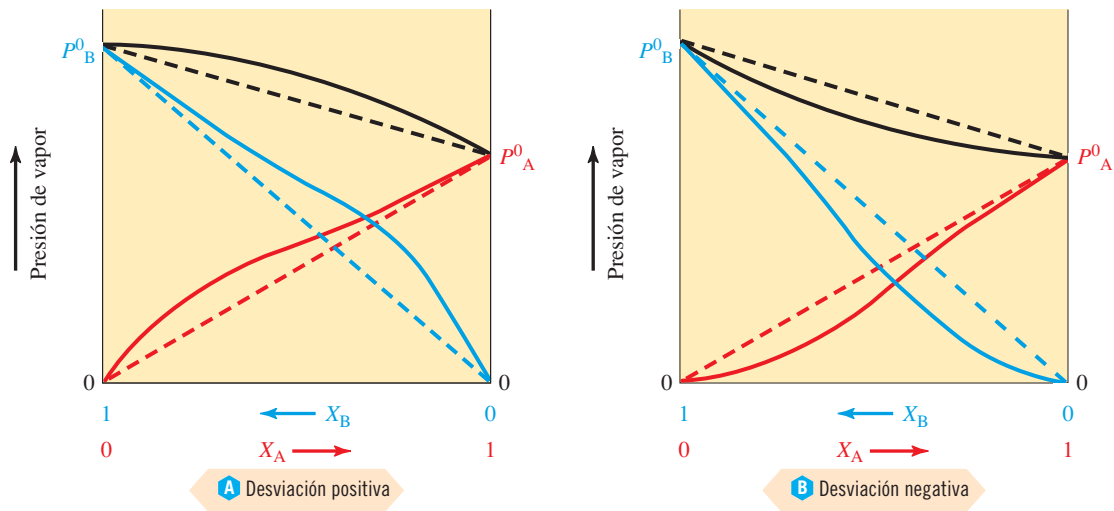 P⁰B
P⁰A
Presión de vapor
0
0
1
XB
0
0
XA
1
A Desviación positiva
P⁰B
P⁰A
Presión de vapor
0
0
1
XB
0
0
XA
1
B Desviación negativa